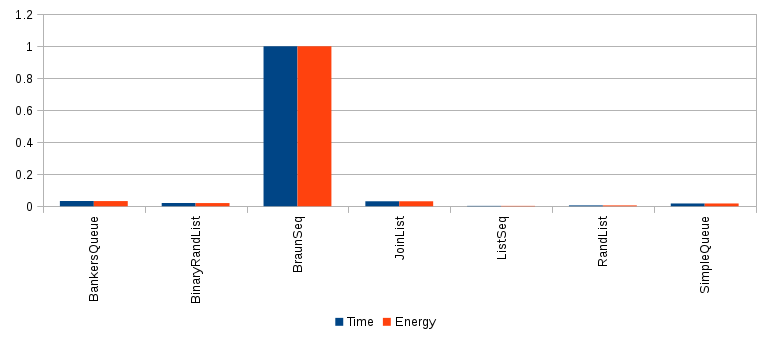 1.2
1
0.8
0.6
0.4
0.2
0
BankersQueue
BinaryRandList
BraunSeq
JoinList
ListSeq
RandList
SimpleQueue
Time Energy